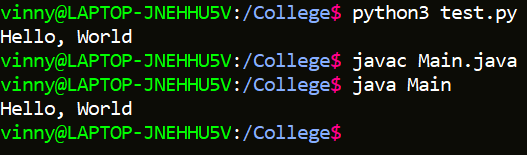 vinny@LAPTOP-JNEHHU5V:/College$ python3 test.py
Hello, World
vinny@LAPTOP-JNEHHU5V:/College$ javac Main.java
vinny@LAPTOP-JNEHHU5V:/College$ java Main
Hello, World
vinny@LAPTOP-JNEHHU5V:/College$